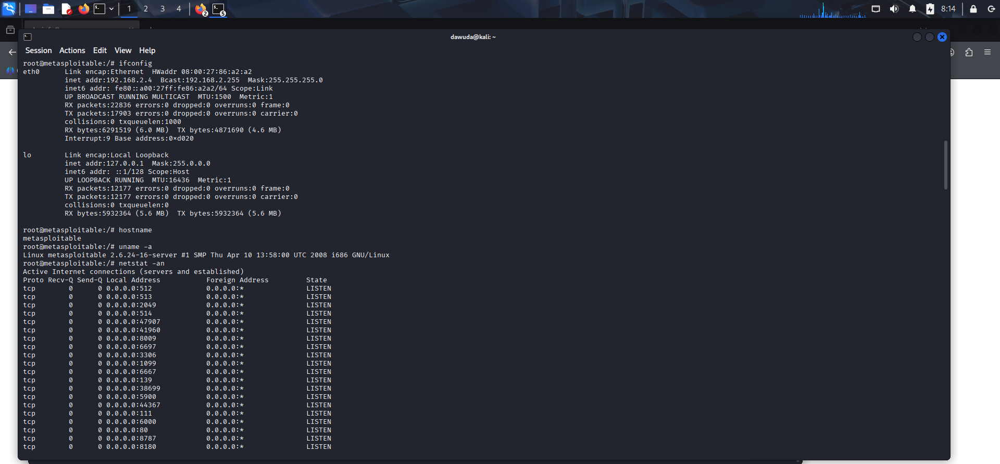 1 2 3 4 2 5 8:14
dawuda@kali: ~
Session Actions Edit View Help
root@metasploitable:/# ifconfig
eth0      Link encap:Ethernet  HWaddr 08:00:27:86:a2:a2
          inet addr:192.168.2.4  Bcast:192.168.2.255  Mask:255.255.255.0
          inet6 addr: fe80::a00:27ff:fe86:a2a2/64 Scope:Link
          UP BROADCAST RUNNING MULTICAST  MTU:1500  Metric:1
          RX packets:22836 errors:0 dropped:0 overruns:0 frame:0
          TX packets:17903 errors:0 dropped:0 overruns:0 carrier:0
          collisions:0 txqueuelen:1000
          RX bytes:6291519 (6.0 MB)  TX bytes:4871690 (4.6 MB)
          Interrupt:9 Base address:0xd020
lo        Link encap:Local Loopback
          inet addr:127.0.0.1  Mask:255.0.0.0
          inet6 addr: ::1/128 Scope:Host
          UP LOOPBACK RUNNING  MTU:16436  Metric:1
          RX packets:12177 errors:0 dropped:0 overruns:0 frame:0
          TX packets:12177 errors:0 dropped:0 overruns:0 carrier:0
          collisions:0 txqueuelen:0
          RX bytes:5932364 (5.6 MB)  TX bytes:5932364 (5.6 MB)
root@metasploitable:/# hostname
metasploitable
root@metasploitable:/# uname -a
Linux metasploitable 2.6.24-16-server #1 SMP Thu Apr 10 13:58:00 UTC 2008 i686 GNU/Linux
root@metasploitable:/# netstat -an
Active Internet connections (servers and established)
Proto Recv-Q Send-Q Local Address           Foreign Address         State
tcp        0      0 0.0.0.0:512             0.0.0.0:*               LISTEN
tcp        0      0 0.0.0.0:513             0.0.0.0:*               LISTEN
tcp        0      0 0.0.0.0:2049            0.0.0.0:*               LISTEN
tcp        0      0 0.0.0.0:514             0.0.0.0:*               LISTEN
tcp        0      0 0.0.0.0:47907           0.0.0.0:*               LISTEN
tcp        0      0 0.0.0.0:41960           0.0.0.0:*               LISTEN
tcp        0      0 0.0.0.0:8009            0.0.0.0:*               LISTEN
tcp        0      0 0.0.0.0:6697            0.0.0.0:*               LISTEN
tcp        0      0 0.0.0.0:3306            0.0.0.0:*               LISTEN
tcp        0      0 0.0.0.0:1099            0.0.0.0:*               LISTEN
tcp        0      0 0.0.0.0:6667            0.0.0.0:*               LISTEN
tcp        0      0 0.0.0.0:139             0.0.0.0:*               LISTEN
tcp        0      0 0.0.0.0:38699           0.0.0.0:*               LISTEN
tcp        0      0 0.0.0.0:5900            0.0.0.0:*               LISTEN
tcp        0      0 0.0.0.0:44367           0.0.0.0:*               LISTEN
tcp        0      0 0.0.0.0:111             0.0.0.0:*               LISTEN
tcp        0      0 0.0.0.0:6000            0.0.0.0:*               LISTEN
tcp        0      0 0.0.0.0:80              0.0.0.0:*               LISTEN
tcp        0      0 0.0.0.0:8787            0.0.0.0:*               LISTEN
tcp        0      0 0.0.0.0:8180            0.0.0.0:*               LISTEN